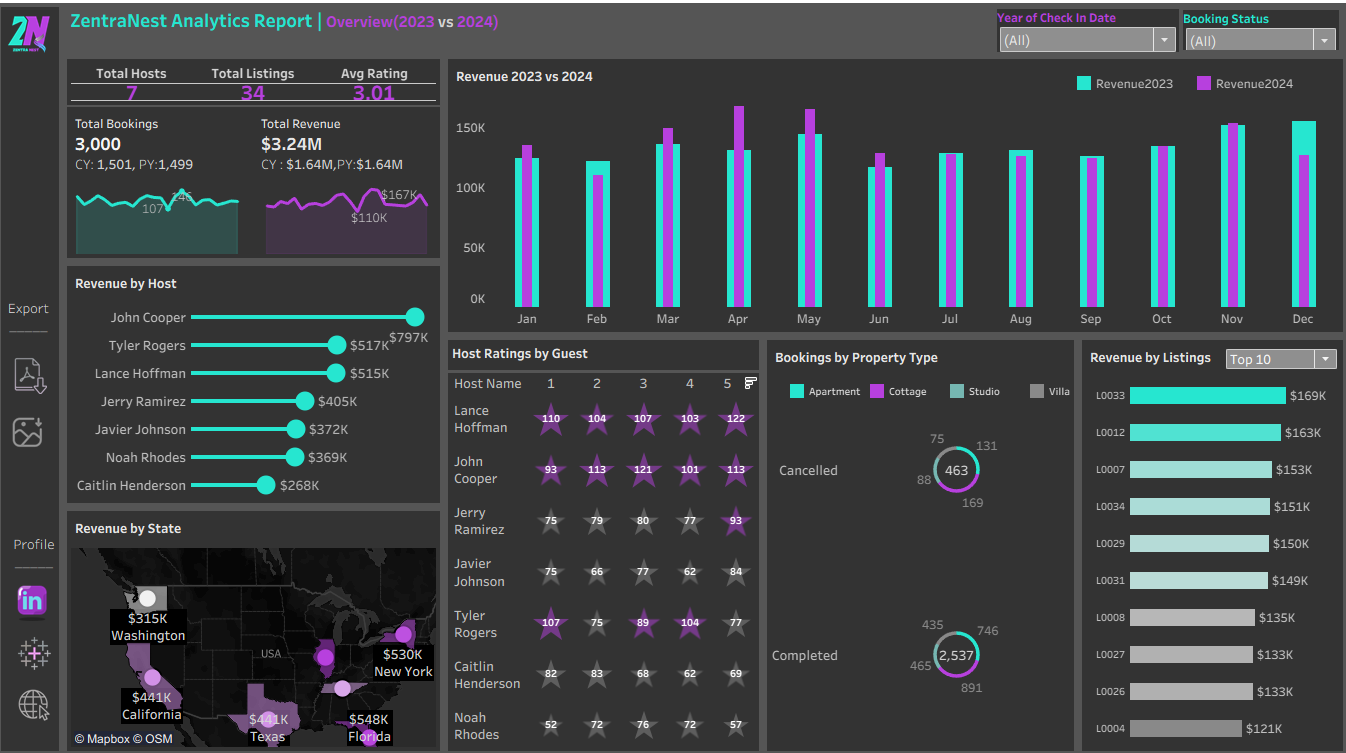 2N
ZENTRA NEST
ZentraNest Analytics Report | Overview(2023 vs 2024)
Year of Check In Date
(All)
Booking Status
(All)
Export
Profile
in
Total Hosts Total Listings Avg Rating
7 34 3.01
Total Bookings
3,000
CY: 1,501, PY:1,499
107 146
Total Revenue
$3.24M
CY : $1.64M,PY:$1.64M
$167K
$110K
Revenue 2023 vs 2024
Revenue2023 Revenue2024
150K
100K
50K
0K
Jan Feb Mar Apr May Jun Jul Aug Sep Oct Nov Dec
Revenue by Host
John Cooper $797K
Tyler Rogers $517K
Lance Hoffman $515K
Jerry Ramirez $405K
Javier Johnson $372K
Noah Rhodes $369K
Caitlin Henderson $268K
Revenue by State
$315K
Washington
USA
$530K
New York
$441K
California
$441K
Texas
$548K
Florida
© Mapbox © OSM
Host Ratings by Guest
Host Name 1 2 3 4 5
Lance
Hoffman 110 104 107 103 122
John
Cooper 93 113 121 101 113
Jerry
Ramirez 75 79 80 77 93
Javier
Johnson 75 66 77 62 84
Tyler
Rogers 107 75 89 104 77
Caitlin
Henderson 82 83 68 62 69
Noah
Rhodes 52 72 76 72 57
Bookings by Property Type
Apartment Cottage Studio Villa
Cancelled
75 131
463
88
169
Completed
435 746
2,537
465
891
Revenue by Listings
Top 10
L0033 $169K
L0012 $163K
L0007 $153K
L0034 $151K
L0029 $150K
L0031 $149K
L0008 $135K
L0027 $133K
L0026 $133K
L0004 $121K